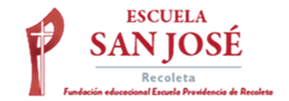 ESCUELA
SAN JOSÉ
Recoleta
Fundación educacional Escuela Providencia de Recoleta